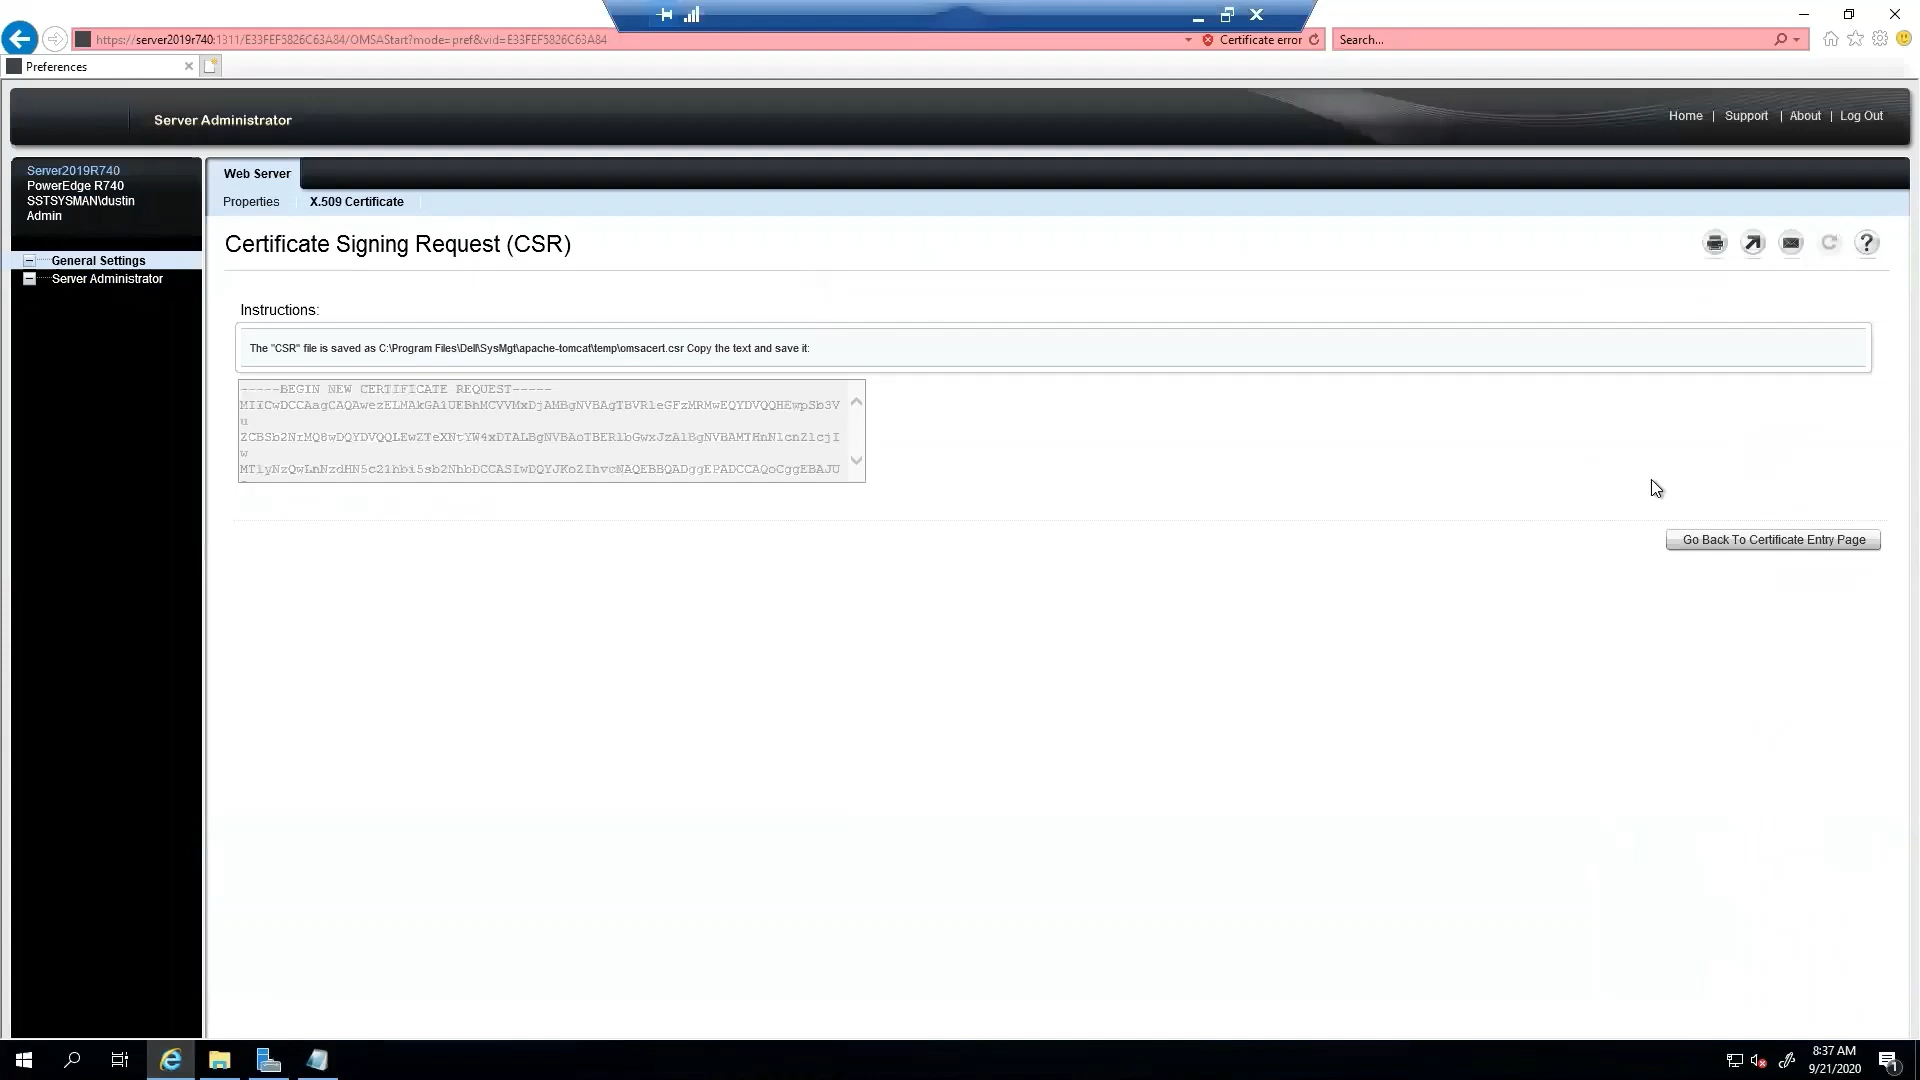 https://server2019r740:1311/E33FEF5826C63A84/OMSAStart?mode=pref&vid=E33FEF5826C63A84
Certificate error
Search...
Preferences
Server Administrator
Home | Support | About | Log Out
Server2019R740
PowerEdge R740
SSTSYSMAN\dustin
Admin
General Settings
Server Administrator
Web Server
Properties
X.509 Certificate
Certificate Signing Request (CSR)
Instructions:
The "CSR" file is saved as C:\Program Files\Dell\SysMgt\apache-tomcat\temp\omsacert.csr Copy the text and save it:
-----BEGIN NEW CERTIFICATE REQUEST-----
u
w
Go Back To Certificate Entry Page
8:37 AM
9/21/2020
1